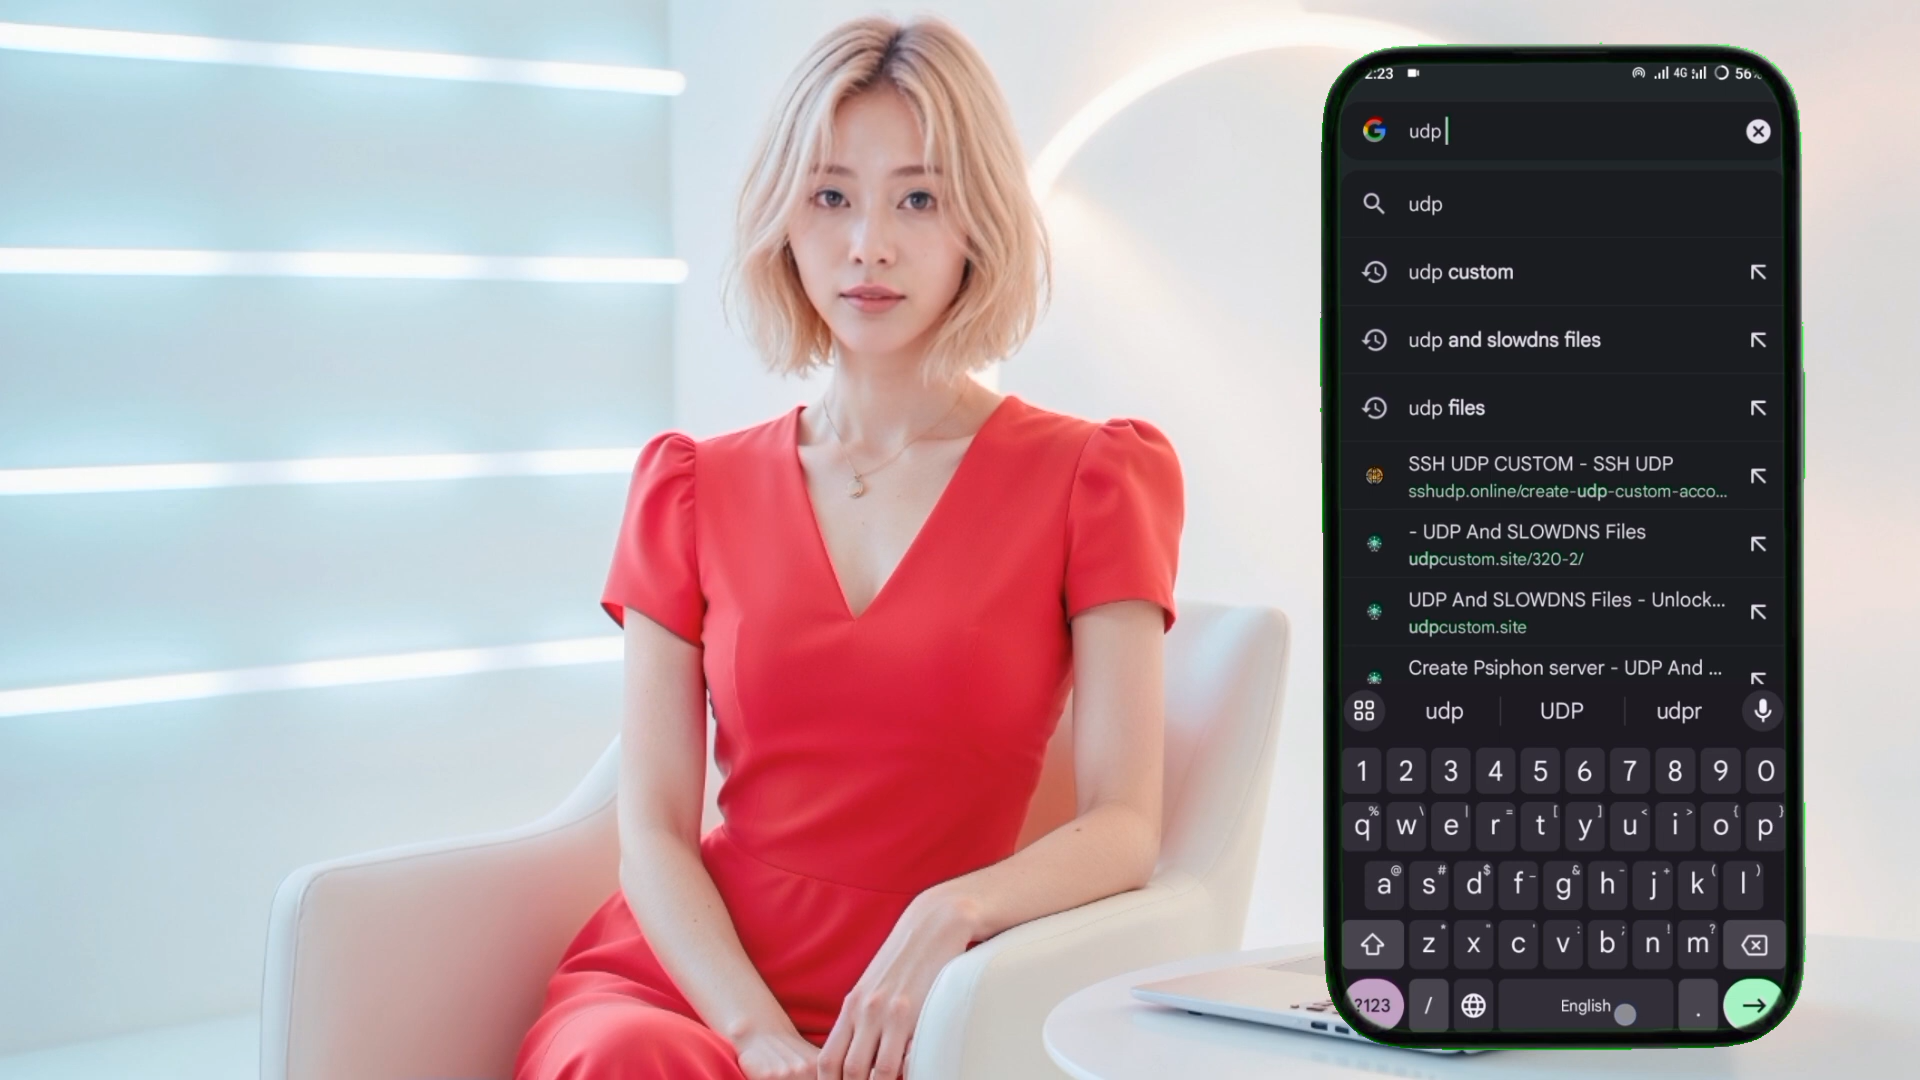 2:23 4G 56
udp
udp
udp custom
udp and slowdns files
udp files
SSH UDP CUSTOM - SSH UDP
sshudp.online/create-udp-custom-acco...
- UDP And SLOWDNS Files
udpcustom.site/320-2/
UDP And SLOWDNS Files - Unlock...
udpcustom.site
Create Psiphon server - UDP And ...
udp UDP udpr
1 2 3 4 5 6 7 8 9 0
q% w\ e| r= t[ y] u< i> o{ p}
a@ s# d$ f- g& h- j+ k( l)
z* x" c' v: b; n! m?
?123 / English .